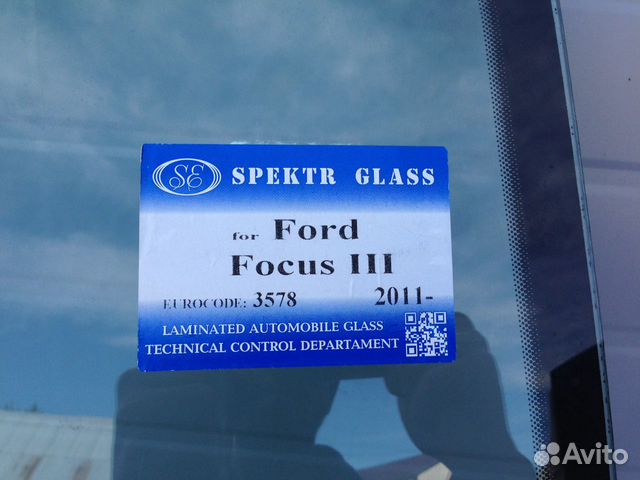 SE SPEKTR GLASS
for Ford
Focus III
EUROCODE: 3578 2011-
LAMINATED AUTOMOBILE GLASS
TECHNICAL CONTROL DEPARTAMENT
Avito